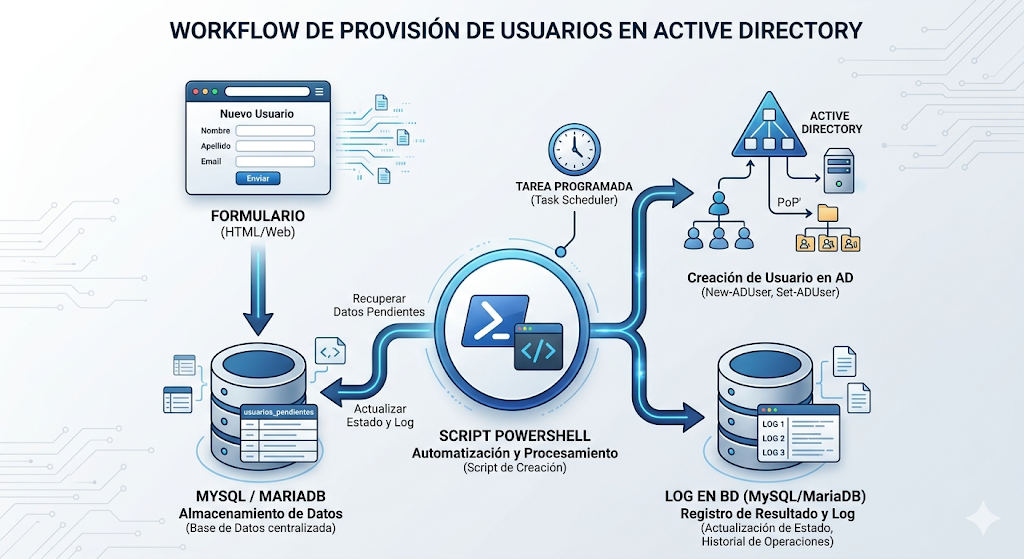 WORKFLOW DE PROVISIÓN DE USUARIOS EN ACTIVE DIRECTORY
Nuevo Usuario
Nombre
Apellido
Email
Enviar
FORMULARIO
(HTML/Web)
TAREA PROGRAMADA
(Task Scheduler)
ACTIVE
DIRECTORY
PoP'
Creación de Usuario en AD
(New-ADUser, Set-ADUser)
Recuperar
Datos Pendientes
</>
<.>
usuarios_pendientes
Actualizar
Estado y Log
SCRIPT POWERSHELL
Automatización y Procesamiento
(Script de Creación)
MYSQL / MARIADB
Almacenamiento de Datos
(Base de Datos centralizada)
LOG 1
LOG 2
LOG 3
LOG EN BD (MySQL/MariaDB)
Registro de Resultado y Log
(Actualización de Estado,
Historial de Operaciones)